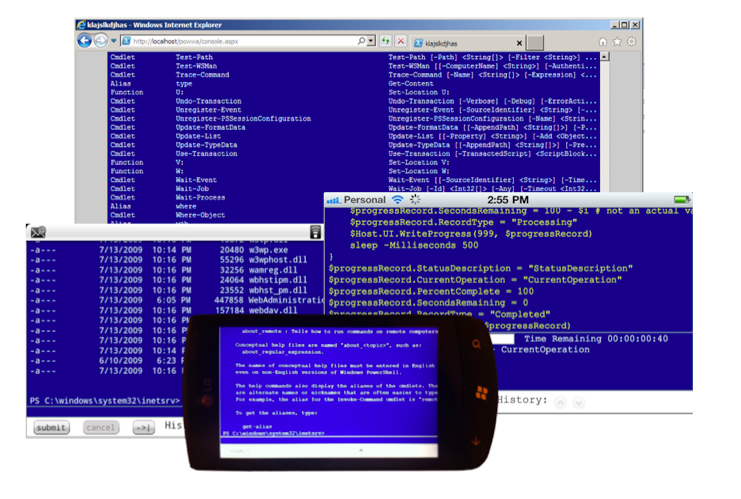 klajslkdjhas - Windows Internet Explorer
http://localhost/powwa/console.aspx
klajslkdjhas
Cmdlet Test-Path Test-Path [-Path] <String[]> [-Filter <String>] ...
Cmdlet Test-WSMan Test-WSMan [[-ComputerName] <String>] [-Authenti...
Cmdlet Trace-Command Trace-Command [-Name] <String[]> [-Expression] <...
Alias type Get-Content
Function U: Set-Location U:
Cmdlet Undo-Transaction Undo-Transaction [-Verbose] [-Debug] [-ErrorActi...
Cmdlet Unregister-Event Unregister-Event [-SourceIdentifier] <String> [-...
Cmdlet Unregister-PSSessionConfiguration Unregister-PSSessionConfiguration [-Name] <Strin...
Cmdlet Update-FormatData Update-FormatData [[-AppendPath] <String[]>] [-P...
Cmdlet Update-List Update-List [[-Property] <String>] [-Add <Object...
Cmdlet Update-TypeData Update-TypeData [[-AppendPath] <String[]>] [-Pre...
Cmdlet Use-Transaction Use-Transaction [-TransactedScript] <ScriptBlock...
Function V: Set-Location V:
Function W: Set-Location W:
Cmdlet Wait-Event Wait-Event [[-SourceIdentifier] <String>] [-Time...
Cmdlet Wait-Job Wait-Job [-Id] <Int32[]> [-Any] [-Timeout <Int32...
Cmdlet Wait-Process
Alias where
Cmdlet Where-Object
Personal 2:55 PM
$progressRecord.SecondsRemaining = 100 - $i # not an actual va
$progressRecord.RecordType = "Processing"
$Host.UI.WriteProgress(999, $progressRecord)
sleep -Milliseconds 500
}
$progressRecord.StatusDescription = "StatusDescription"
$progressRecord.CurrentOperation = "CurrentOperation"
$progressRecord.PercentComplete = 100
$progressRecord.SecondsRemaining = 0
= "Completed"
$progressRecord)
Time Remaining 00:00:00:40
CurrentOperation
History:
-a--- 7/13/2009 10:14 PM 20480 w3wp.exe
-a--- 7/13/2009 10:16 PM 55296 w3wphost.dll
-a--- 7/13/2009 10:16 PM 32256 wamreg.dll
-a--- 7/13/2009 10:16 PM 24064 wbhstipm.dll
-a--- 7/13/2009 10:16 PM 23552 wbhst_pm.dll
-a--- 7/13/2009 6:05 PM 447858 WebAdministratio
-a--- 7/13/2009 10:16 PM 157184 webdav.dll
-a--- 7/13/2009 10:16 PM
-a--- 7/13/2009 10:16
-a--- 7/13/2009 10:14
-a--- 6/10/2009 6:23
-a--- 7/13/2009 10:16
PS C:\windows\system32\inetsrv>
submit cancel ->| His
about_remote : Tells how to run commands on remote computers
Conceptual help files are named "about_<topic>", such as:
about_regular_expression.
The names of conceptual help files must be entered in English
even on non-English versions of Windows PowerShell.
The help commands also display the aliases of the cmdlets. The
are alternate names or nicknames that are often easier to type
For example, the alias for the Invoke-Command cmdlet is "remot
To get the aliases, type:
get-alias
PS C:\windows\system32\inetsrv>
LG